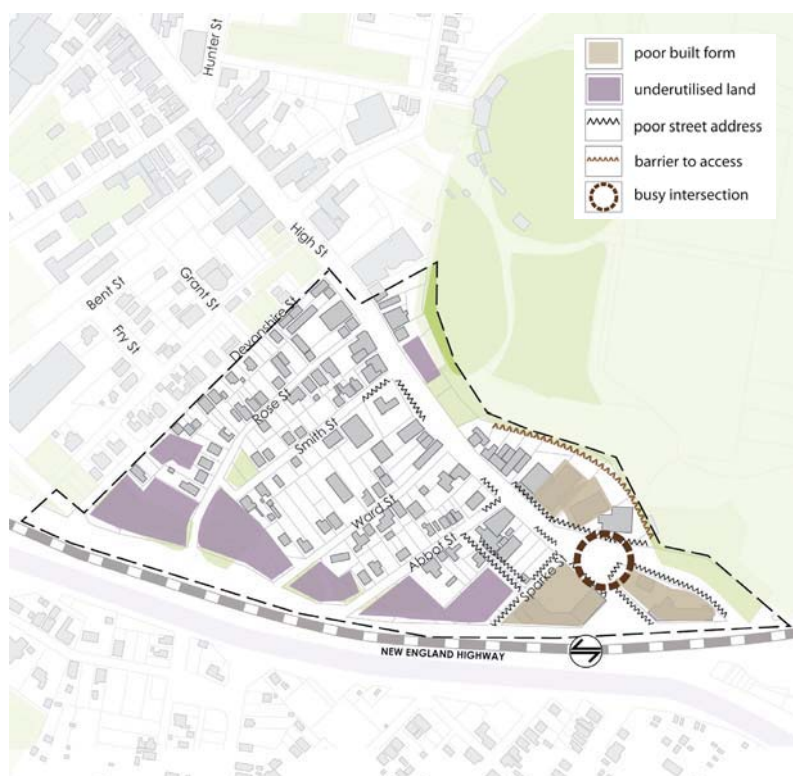 Hunter St
poor built form
underutilised land
poor street address
barrier to access
busy intersection
High St
Bent St
Grant St
Fry St
Devonshire St
Rose St
Smith St
Ward St
Abbot St
Sparke St
NEW ENGLAND HIGHWAY